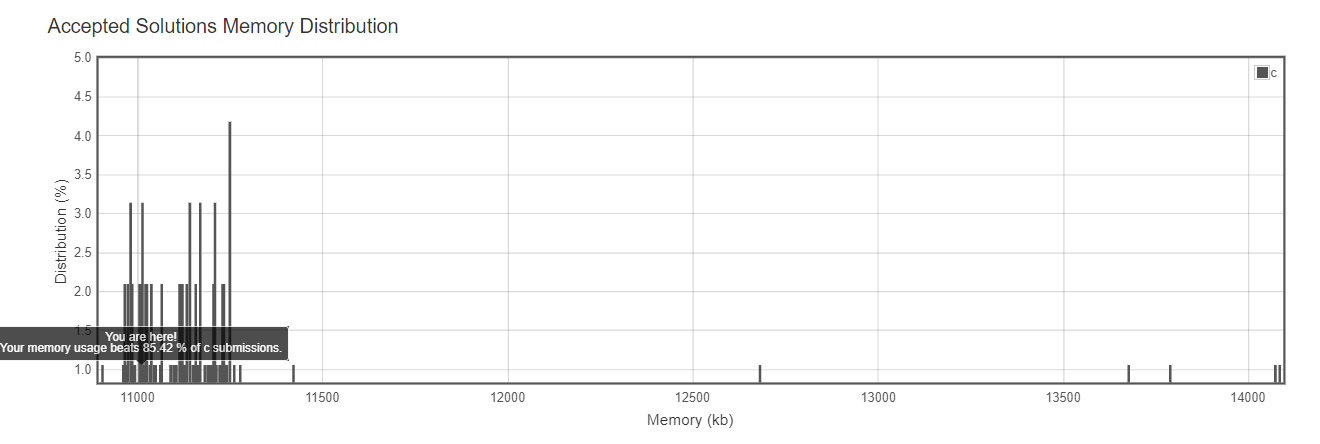 Accepted Solutions Memory Distribution
5.0
c
4.5
4.0
3.5
3.0
Distribution (%)
2.5
2.0
1.5
You are here!
Your memory usage beats 85.42 % of c submissions.
1.0
11000 11500 12000 12500 13000 13500 14000
Memory (kb)